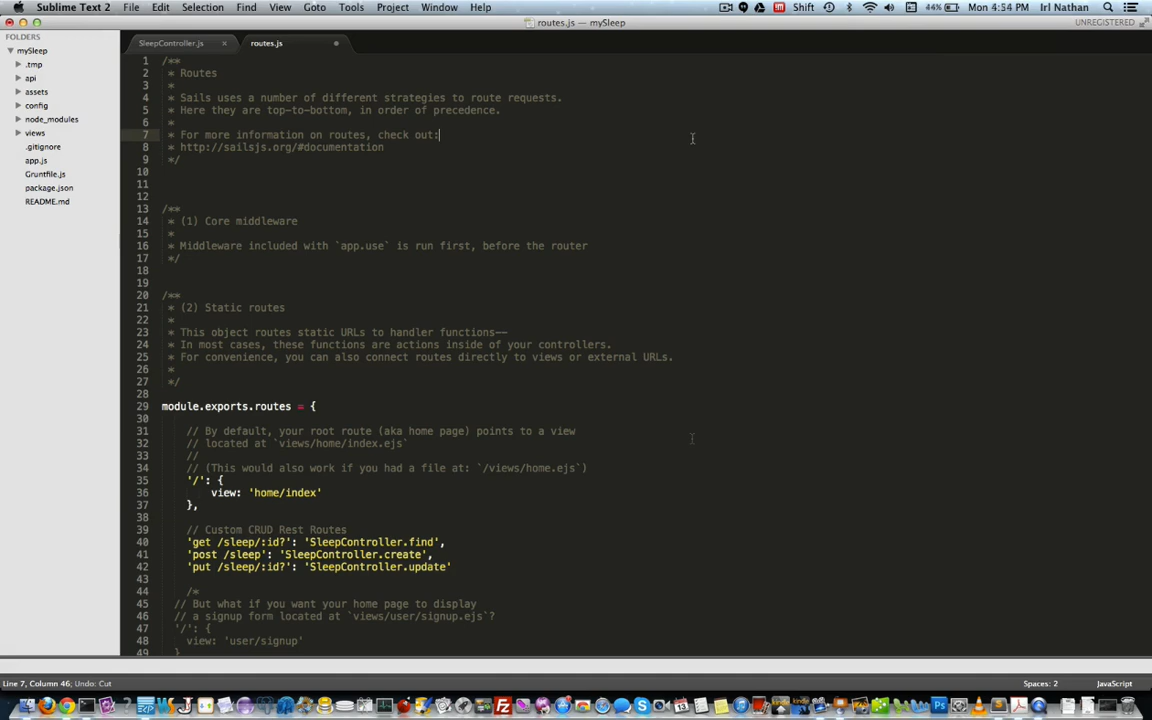 Sublime Text 2 File Edit Selection Find View Goto Tools Project Window Help Shift 44% Mon 4:54 PM Irl Nathan
routes.js — mySleep
UNREGISTERED
FOLDERS
mySleep
.tmp
api
assets
config
node_modules
views
.gitignore
app.js
Gruntfile.js
package.json
README.md
SleepController.js × routes.js
1 /**
2 * Routes
3 *
4 * Sails uses a number of different strategies to route requests.
5 * Here they are top-to-bottom, in order of precedence.
6 *
7 * For more information on routes, check out:
8 * http://sailsjs.org/#documentation
9 */
10
11
12
13 /**
14 * (1) Core middleware
15 *
16 * Middleware included with `app.use` is run first, before the router
17 */
18
19
20 /**
21 * (2) Static routes
22 *
23 * This object routes static URLs to handler functions--
24 * In most cases, these functions are actions inside of your controllers.
25 * For convenience, you can also connect routes directly to views or external URLs.
26 *
27 */
28
29 module.exports.routes = {
30
31 // By default, your root route (aka home page) points to a view
32 // located at `views/home/index.ejs`
33 //
34 // (This would also work if you had a file at: `/views/home.ejs`)
35 '/': {
36 view: 'home/index'
37 },
38
39 // Custom CRUD Rest Routes
40 'get /sleep/:id?': 'SleepController.find',
41 'post /sleep': 'SleepController.create',
42 'put /sleep/:id?': 'SleepController.update'
43
44 /*
45 // But what if you want your home page to display
46 // a signup form located at `views/user/signup.ejs`?
47 '/': {
48 view: 'user/signup'
49 }
Line 7, Column 46; Undo: Cut
Spaces: 2
JavaScript